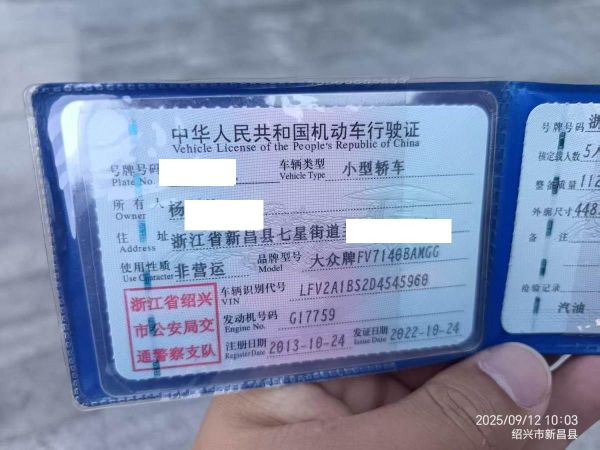 中华人民共和国机动车行驶证
Vehicle License of the People's Republic of China
号牌号码
Plate No.
车辆类型 小型轿车
Vehicle Type
所有人 杨
Owner
住 址 浙江省新昌县七星街道
Address
使用性质 非营运
Use Character
品牌型号 大众牌FV7140BAMGG
Model
车辆识别代号 LFV2A1BS2D4545960
VIN
发动机号码 G17759
Engine No.
注册日期 2013-10-24
Register Date
发证日期 2022-10-24
Issue Date
浙江省绍兴
市公安局交
通警察支队
号牌号码 浙
核定载人数 5人
整备质量 112
外廓尺寸 448
备 注
检验记录
汽油
2025/09/12 10:03
绍兴市新昌县